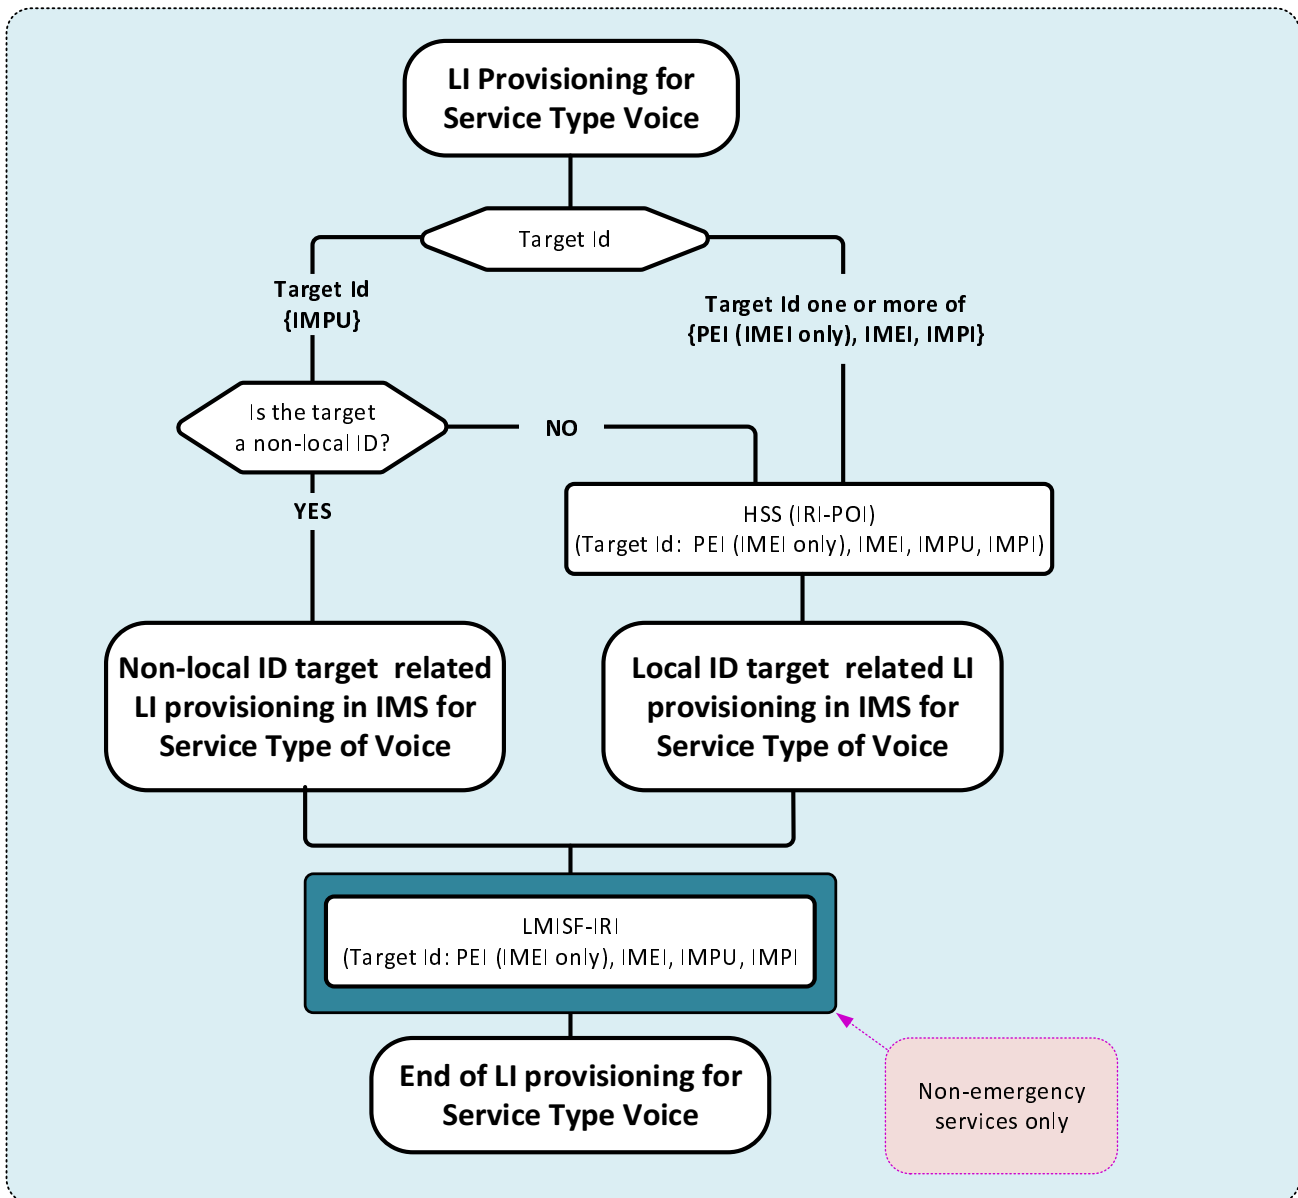 LI Provisioning for
Service Type Voice
Target Id
Target Id
{IMPU}
Target Id one or more of
{PEI (IMEI only), IMEI, IMPI}
Is the target
a non-local ID?
NO
YES
HSS (IRI-POI)
(Target Id: PEI (IMEI only), IMEI, IMPU, IMPI)
Non-local ID target related
LI provisioning in IMS for
Service Type of Voice
Local ID target related LI
provisioning in IMS for
Service Type of Voice
LMISF-IRI
(Target Id: PEI (IMEI only), IMEI, IMPU, IMPI
End of LI provisioning for
Service Type Voice
Non-emergency
services only